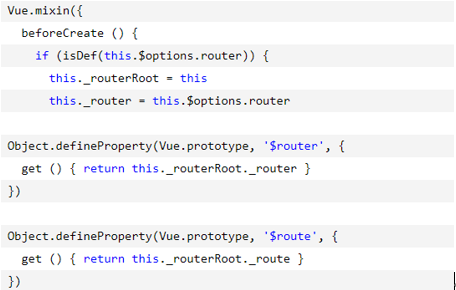 Vue.mixin({
  beforeCreate () {
    if (isDef(this.$options.router)) {
      this._routerRoot = this
      this._router = this.$options.router
Object.defineProperty(Vue.prototype, '$router', {
  get () { return this._routerRoot._router }
})
Object.defineProperty(Vue.prototype, '$route', {
  get () { return this._routerRoot._route }
})